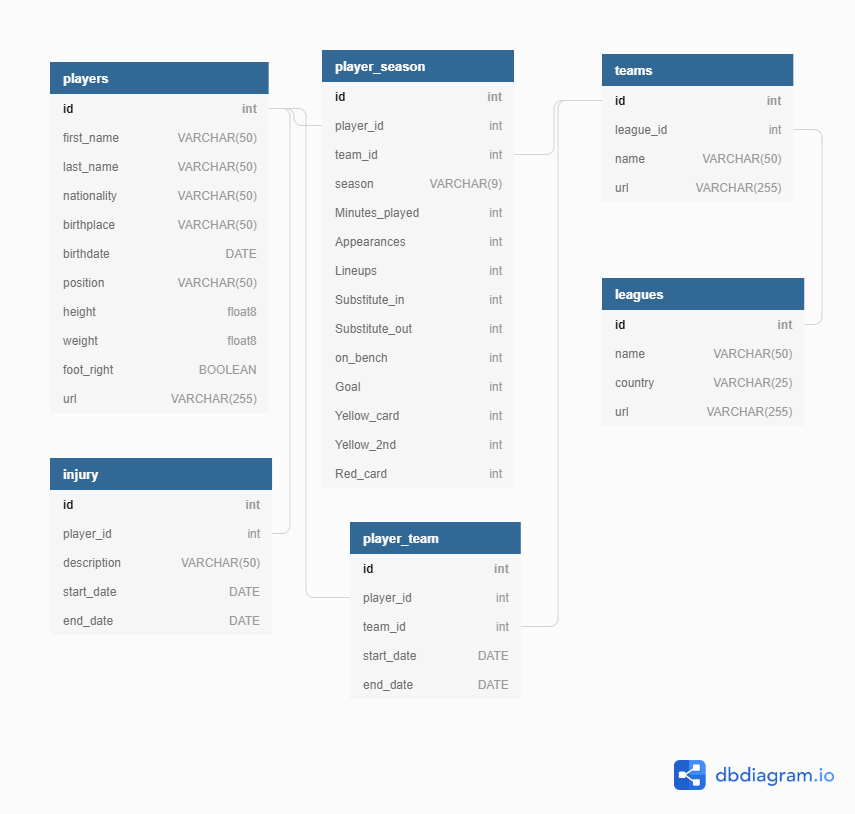 players
id int
first_name VARCHAR(50)
last_name VARCHAR(50)
nationality VARCHAR(50)
birthplace VARCHAR(50)
birthdate DATE
position VARCHAR(50)
height float8
weight float8
foot_right BOOLEAN
url VARCHAR(255)
player_season
id int
player_id int
team_id int
season VARCHAR(9)
Minutes_played int
Appearances int
Lineups int
Substitute_in int
Substitute_out int
on_bench int
Goal int
Yellow_card int
Yellow_2nd int
Red_card int
teams
id int
league_id int
name VARCHAR(50)
url VARCHAR(255)
leagues
id int
name VARCHAR(50)
country VARCHAR(25)
url VARCHAR(255)
injury
id int
player_id int
description VARCHAR(50)
start_date DATE
end_date DATE
player_team
id int
player_id int
team_id int
start_date DATE
end_date DATE
dbdiagram.io